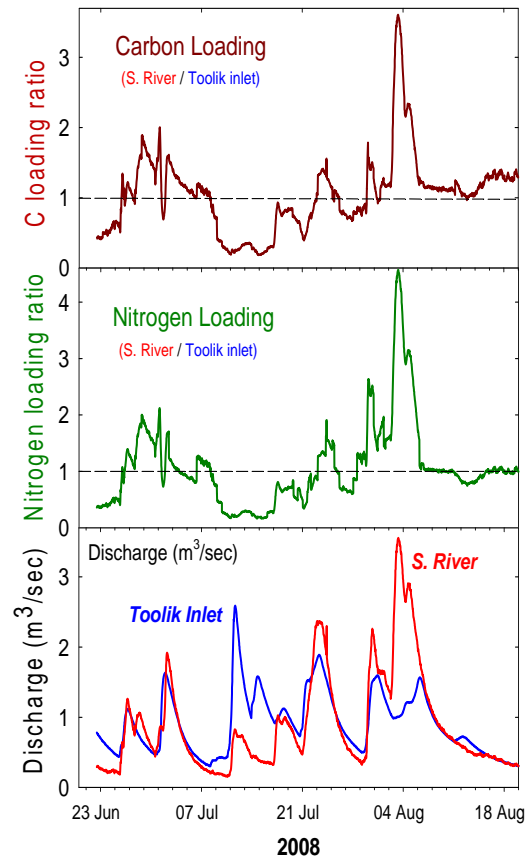 C loading ratio
3
2
1
0
Carbon Loading
(S. River / Toolik inlet)
Nitrogen loading ratio
4
3
2
1
0
Nitrogen Loading
(S. River / Toolik inlet)
Discharge (m³/sec)
3
2
1
0
Discharge (m³/sec)
S. River
Toolik Inlet
23 Jun 07 Jul 21 Jul 04 Aug 18 Aug
2008